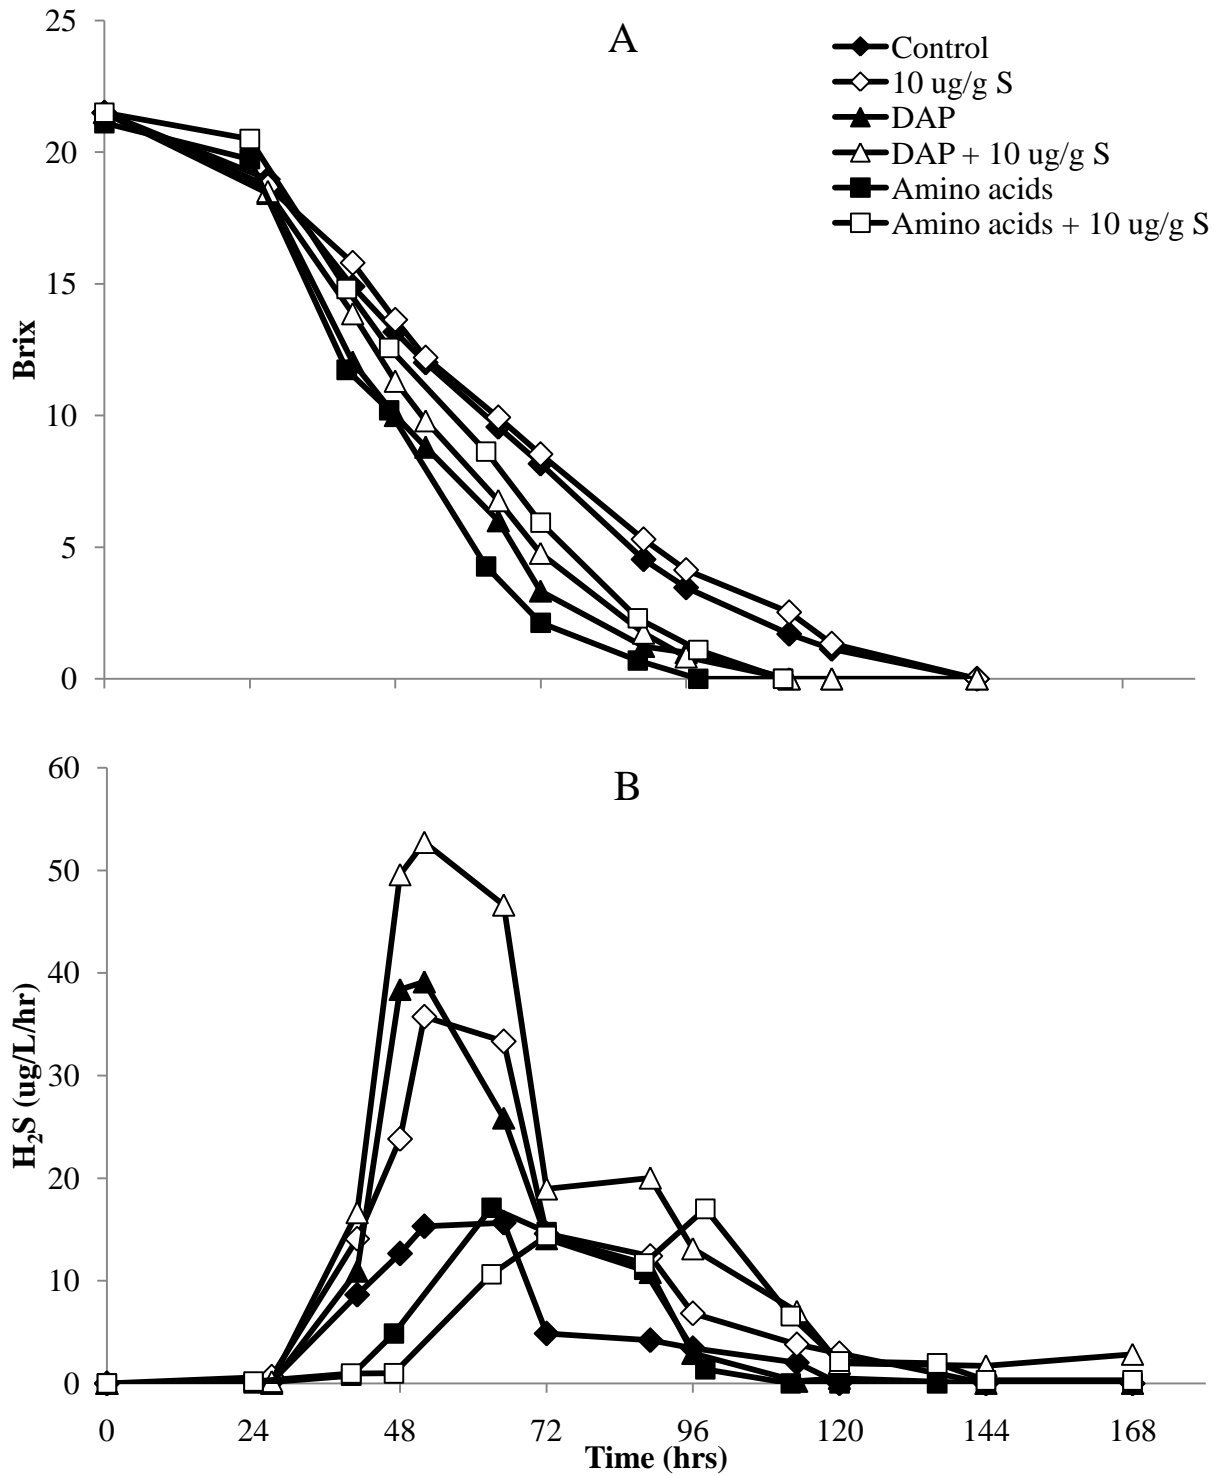 A
Control
10 ug/g S
DAP
DAP + 10 ug/g S
Amino acids
Amino acids + 10 ug/g S
25
20
15
10
5
0
Brix
B
60
50
40
30
20
10
0
H₂S (ug/L/hr)
0 24 48 72 96 120 144 168
Time (hrs)